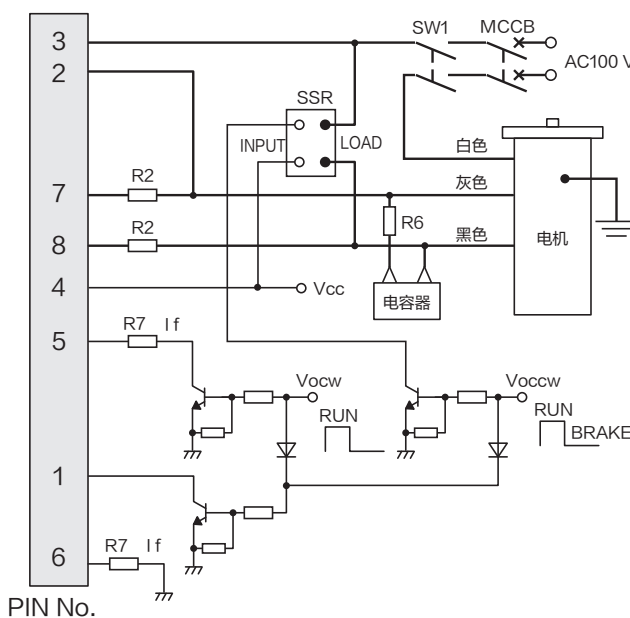 3
SW1
MCCB
2
AC100 V
SSR
INPUT
LOAD
白色
R2
7
灰色
R6
R2
8
黑色
电机
4
Vcc
电容器
R7 If
5
Vocw
Voccw
RUN
RUN
BRAKE
1
R7 If
6
PIN No.